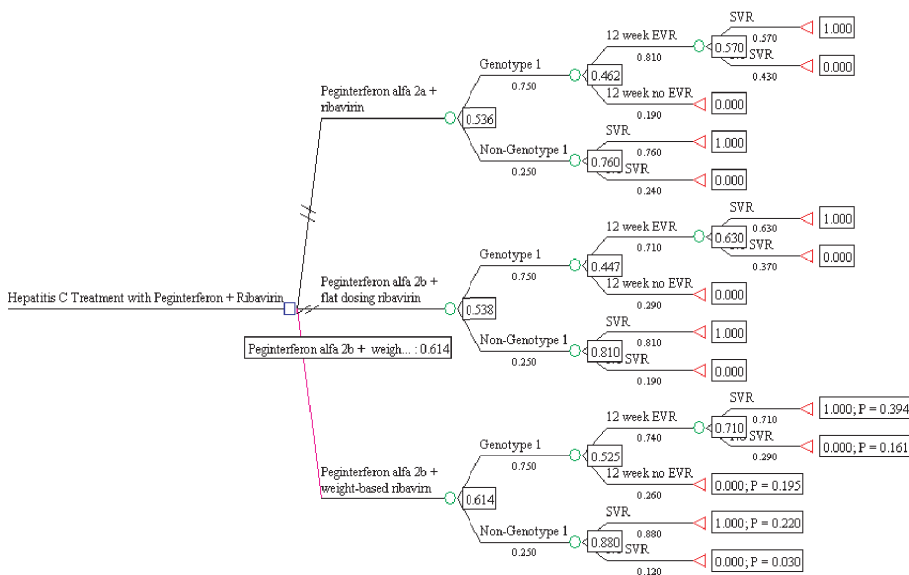 SVR
0.570
1.000
12 week EVR
0.810
0.570
SVR
0.430
0.000
Genotype 1
0.750
0.462
12 week no EVR
0.190
0.000
Peginterferon alfa 2a +
ribavirin
0.536
SVR
0.760
1.000
Non-Genotype 1
0.250
0.760
SVR
0.240
0.000
SVR
0.630
1.000
12 week EVR
0.710
0.630
SVR
0.370
0.000
Genotype 1
0.750
0.447
12 week no EVR
0.290
0.000
Hepatitis C Treatment with Peginterferon + Ribavirin
Peginterferon alfa 2b +
flat dosing ribavirin
0.538
SVR
0.810
1.000
Non-Genotype 1
0.250
0.810
SVR
0.190
0.000
Peginterferon alfa 2b + weigh... : 0.614
SVR
0.710
1.000; P = 0.394
12 week EVR
0.740
0.710
SVR
0.290
0.000; P = 0.161
Genotype 1
0.750
0.525
12 week no EVR
0.260
0.000; P = 0.195
Peginterferon alfa 2b +
weight-based ribavirn
0.614
SVR
0.880
1.000; P = 0.220
Non-Genotype 1
0.250
0.880
SVR
0.120
0.000; P = 0.030